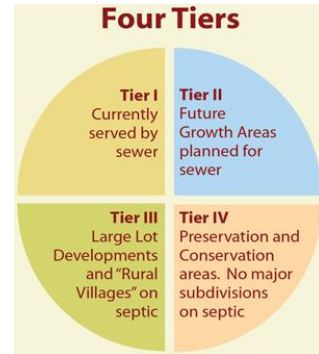 Four Tiers
Tier I
Currently
served by
sewer
Tier II
Future
Growth Areas
planned for
sewer
Tier III
Large Lot
Developments
and "Rural
Villages" on
septic
Tier IV
Preservation and
Conservation
areas. No major
subdivisions
on septic